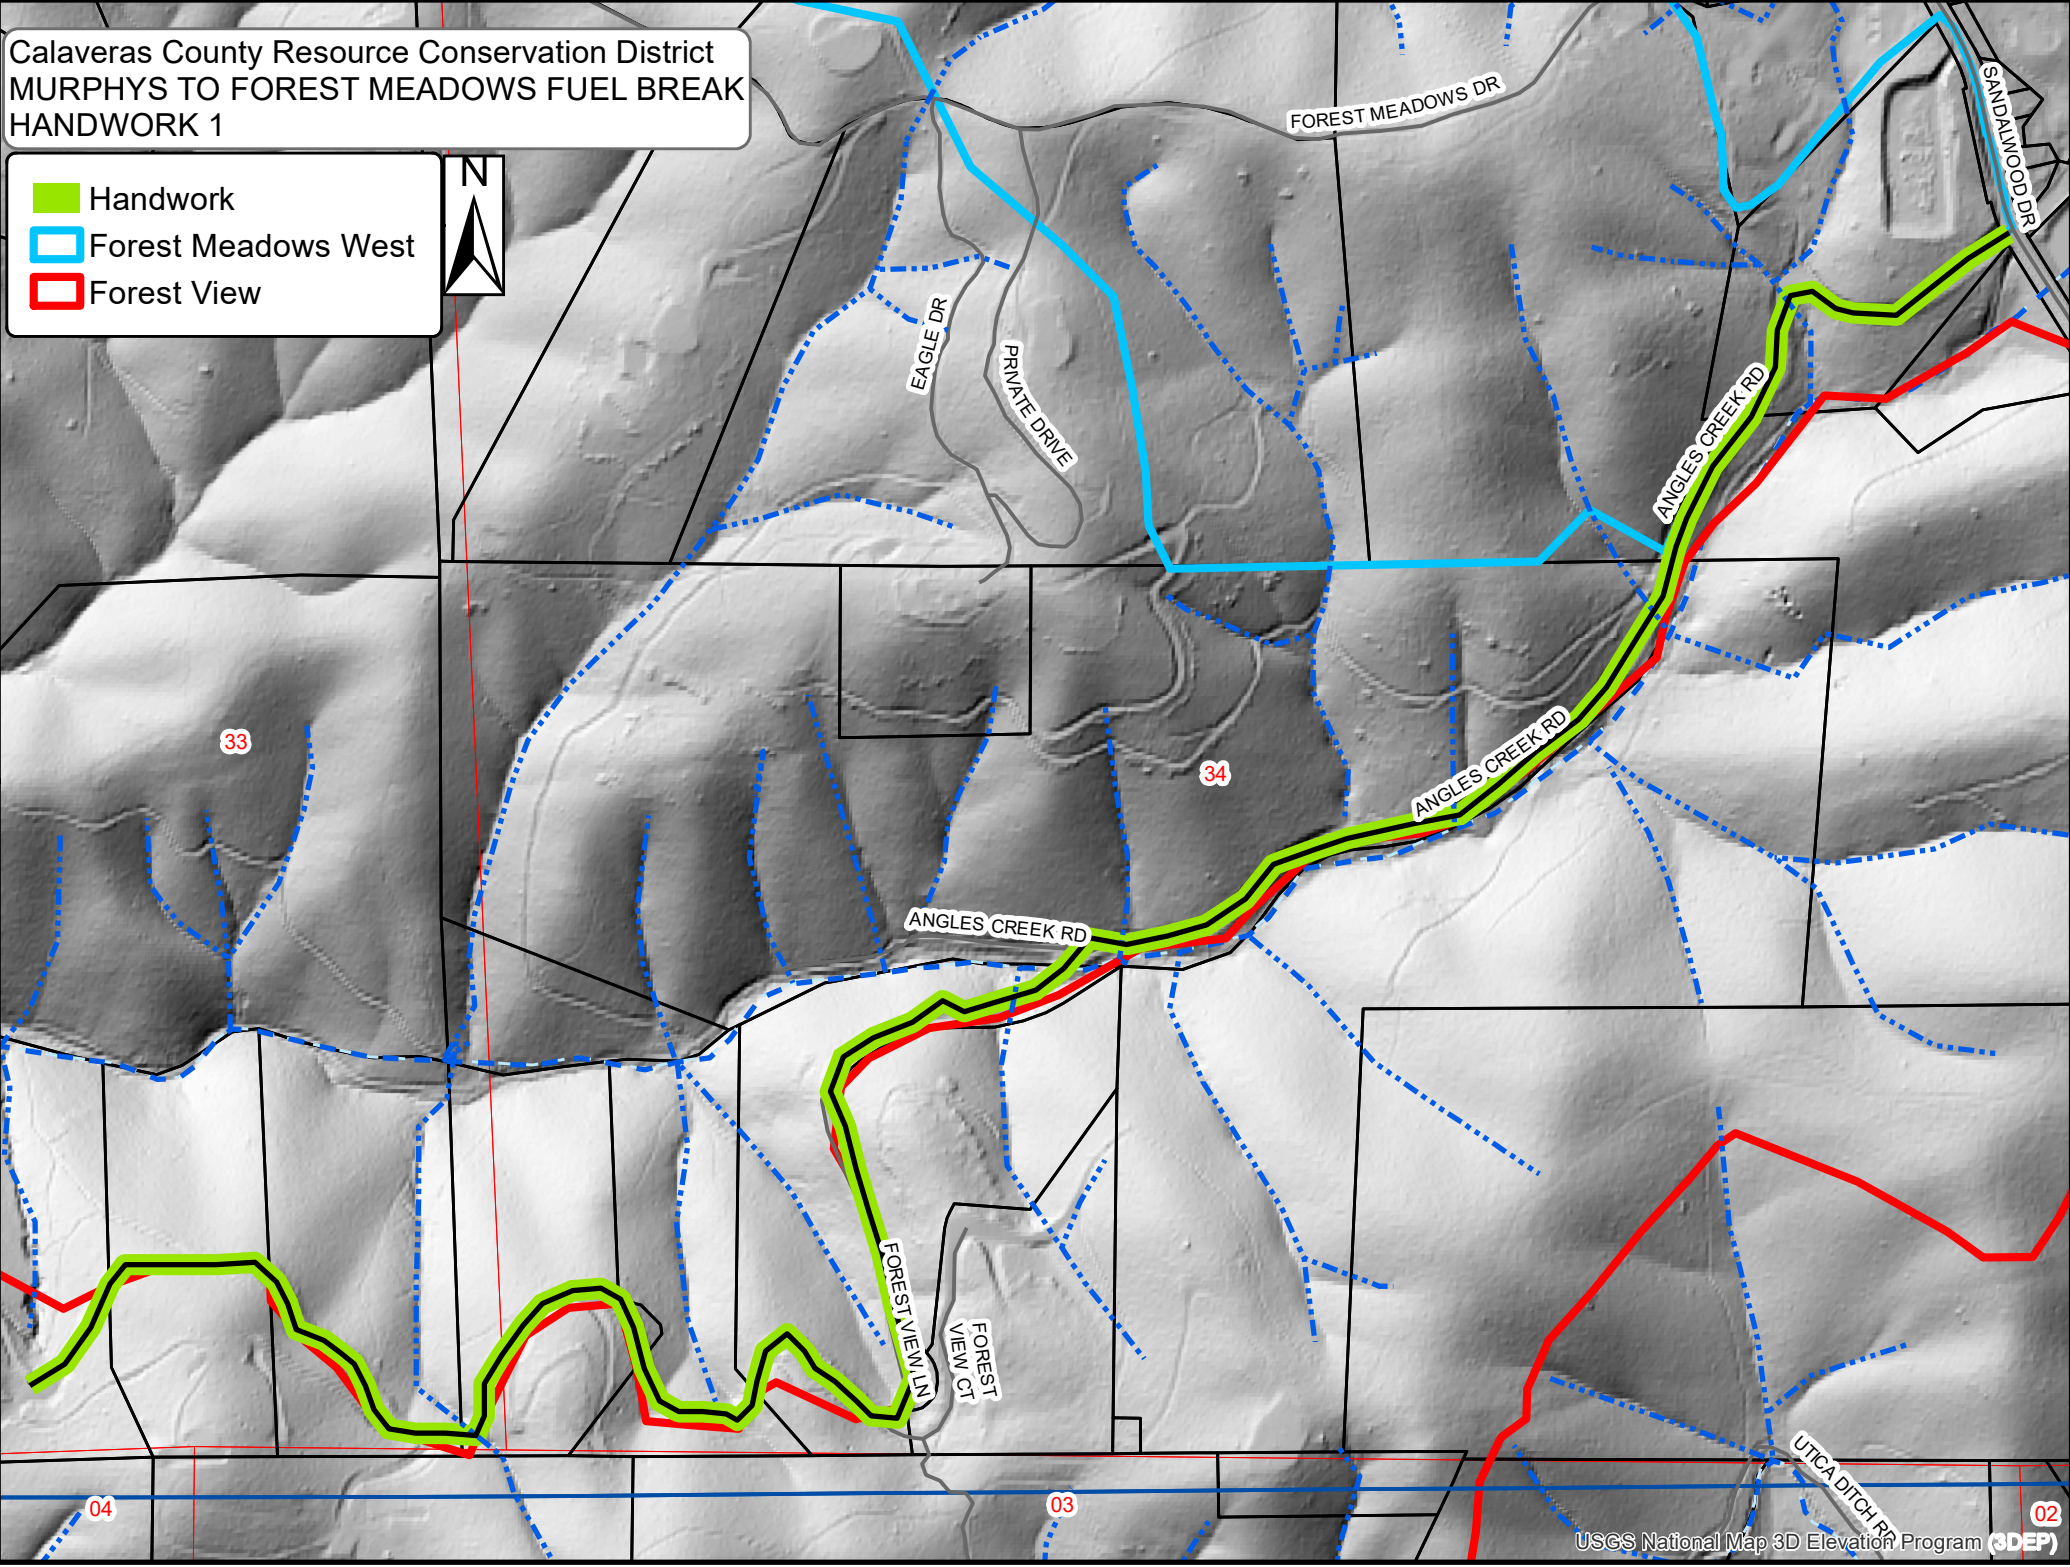 Calaveras County Resource Conservation District
MURPHYS TO FOREST MEADOWS FUEL BREAK
HANDWORK 1
Handwork
Forest Meadows West
Forest View
N
FOREST MEADOWS DR
SANDALWOOD DR
EAGLE DR
PRIVATE DRIVE
ANGLES CREEK RD
33
34
ANGLES CREEK RD
ANGLES CREEK RD
FOREST VIEW LN
FOREST
VIEW CT
UTICA DITCH RD
04
03
02
USGS National Map 3D Elevation Program (3DEP)